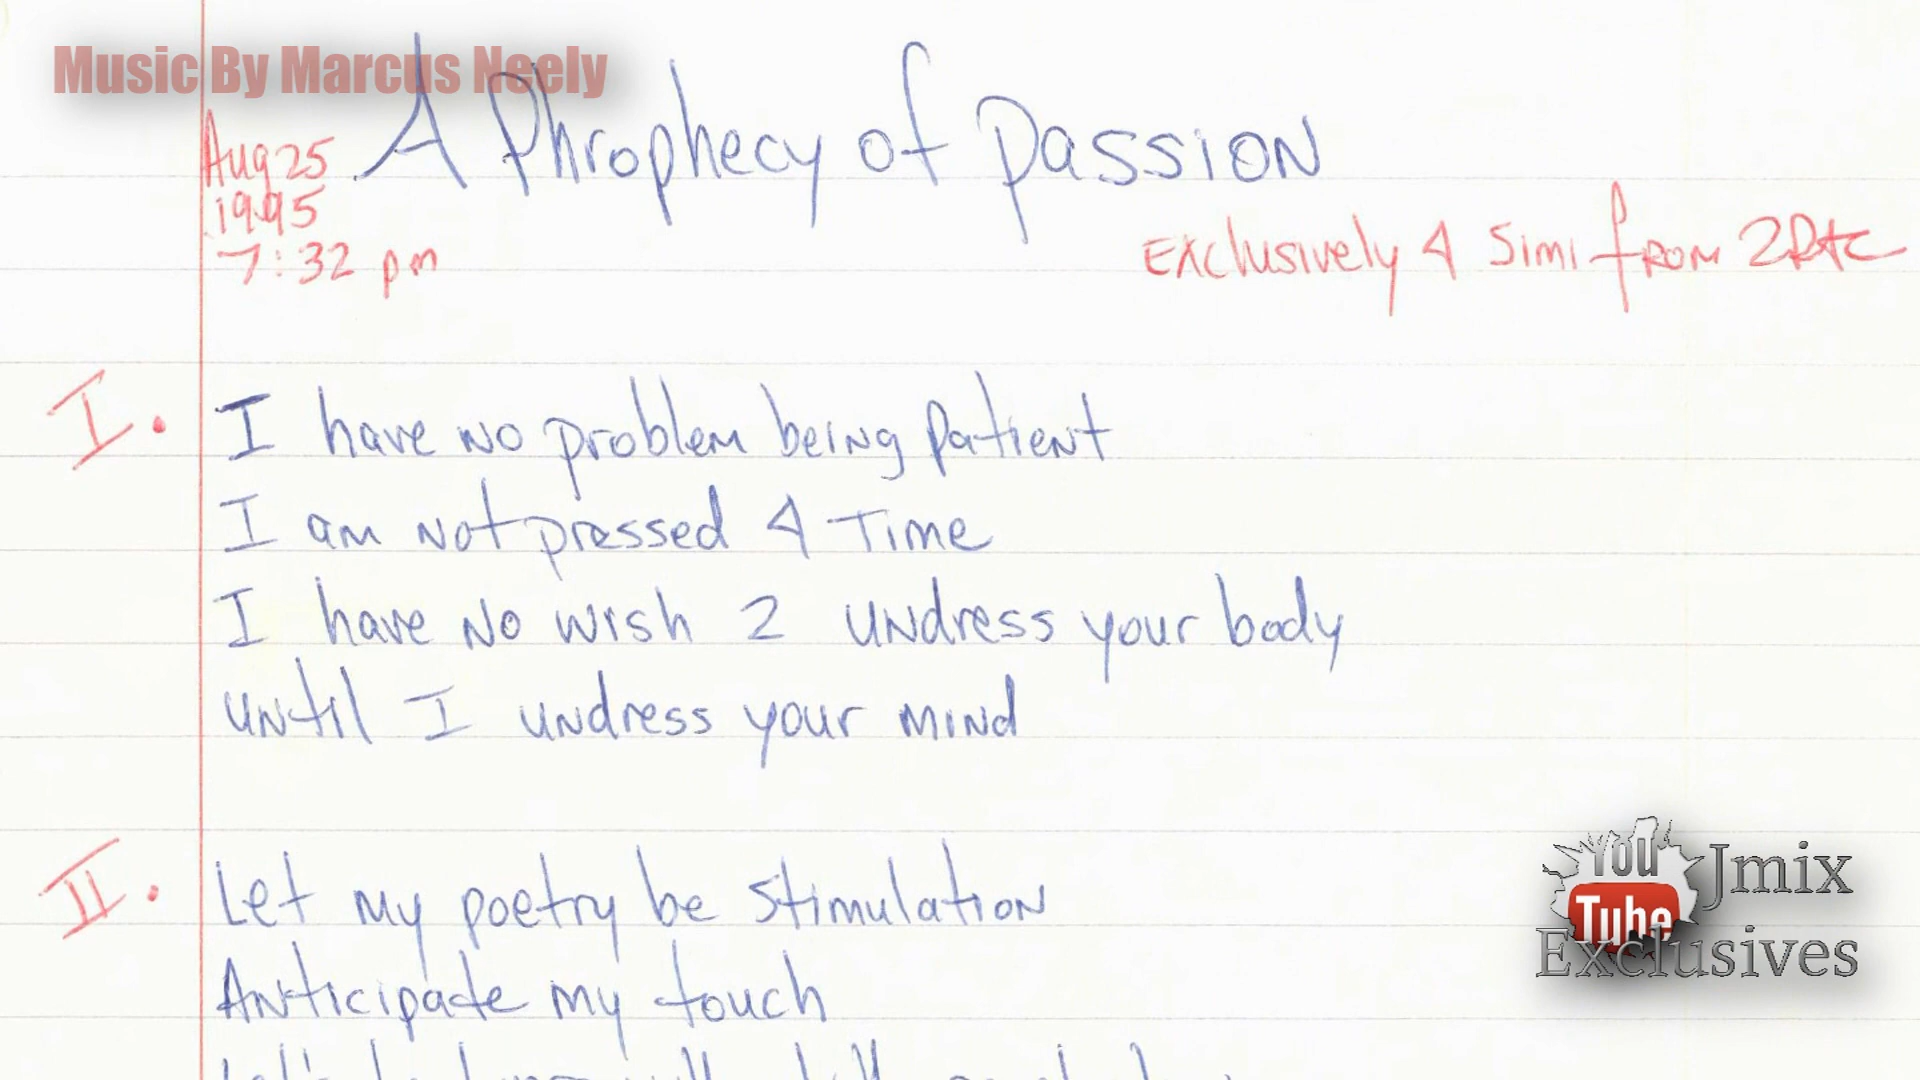 Music By Marcus Neely
A Phrophecy of Passion
Aug 25
1995
7:32 pm
Exclusively 4 Simi from 2PAC
I. I have no problem being patient
I am not pressed 4 Time
I have no wish 2 undress your body
until I undress your mind
II. Let my poetry be stimulation
Anticipate my touch
You
Tube
Jmix
Exclusives